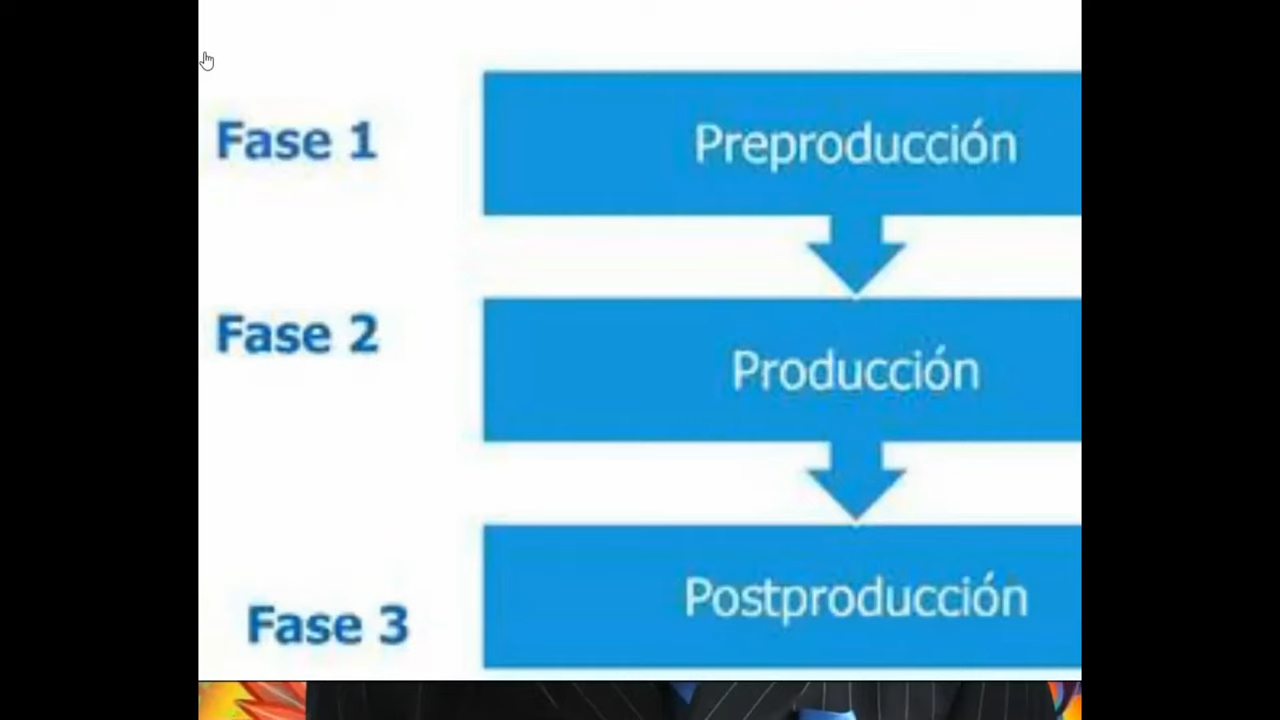 Fase 1
Preproducción
Fase 2
Producción
Fase 3
Postproducción